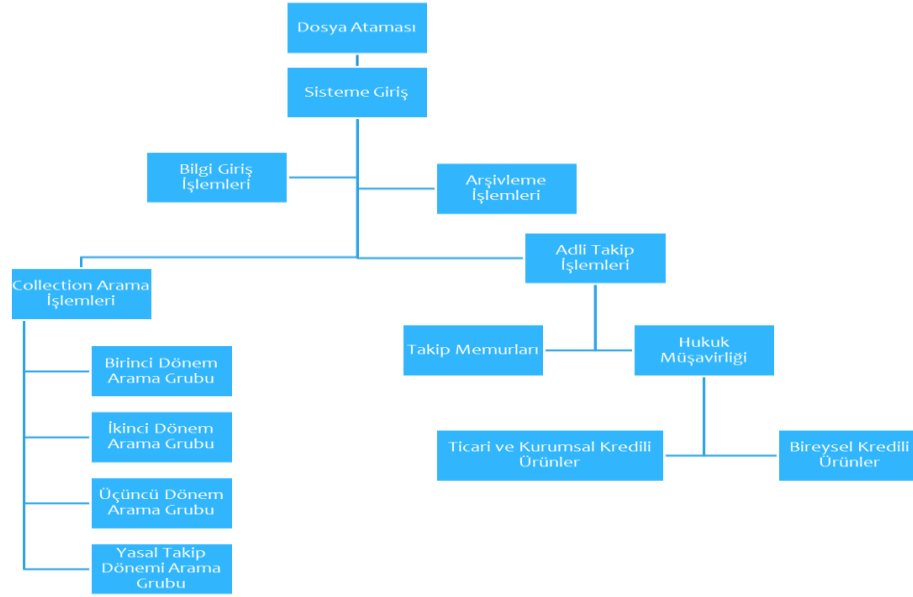 Dosya Ataması
Sisteme Giriş
Bilgi Giriş
İşlemleri
Arşivleme
İşlemleri
Adli Takip
İşlemleri
Collection Arama
İşlemleri
Takip Memurları
Hukuk
Müşavirliği
Birinci Dönem
Arama Grubu
İkinci Dönem
Arama Grubu
Ticari ve Kurumsal Kredili
Ürünler
Bireysel Kredili
Ürünler
Üçüncü Dönem
Arama Grubu
Yasal Takip
Dönemi Arama
Grubu